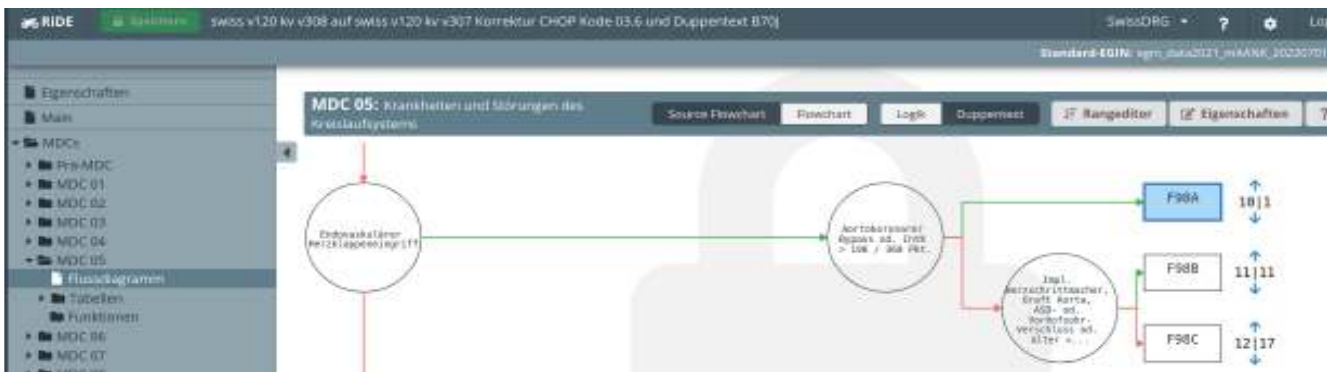 RIDE
Speichern
swiss v120 kv v308 auf swiss v120 kv v307 Korrektur CHOP Kode 03.6 und Duppentext B70J
SwissDRG
?
Standard-EGIN:
Eigenschaften
Main
MDCs
Pre-MDC
MDC 01
MDC 02
MDC 03
MDC 04
MDC 05
Flussdiagramm
Tabellen
Funktionen
MDC 06
MDC 07
MDC 05: Krankheiten und Störungen des
Kreislaufsystems
Source Flowchart
Flowchart
Logik
Duppentext
Rangeditor
Eigenschaften
?
Endovaskulärer
Herzklappeneingriff
Aortokoronarer
Bypass od. IVHK
> 196 / 368 Pkt.
Impl.
Herzschrittmacher,
Graft Aorta,
ASD- od.
Vorhofsohr-
Verschluss od.
Alter <...
F98A
10|1
F98B
11|11
F98C
12|17